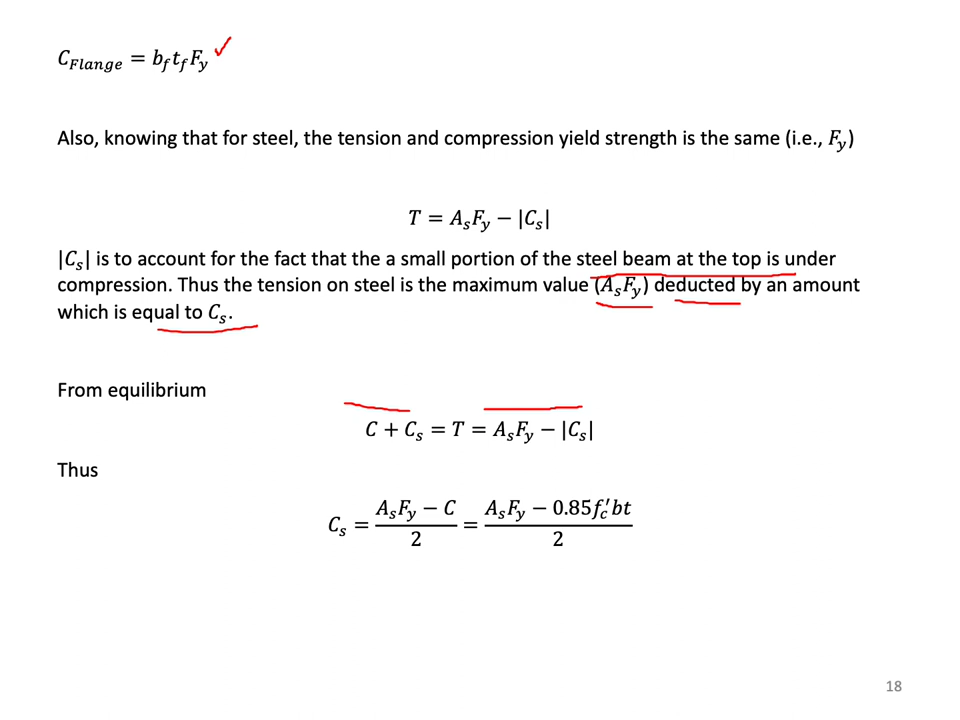 C_Flange = b_f t_f F_y ✓
Also, knowing that for steel, the tension and compression yield strength is the same (i.e., F_y)
T = A_s F_y − |C_s|
|C_s| is to account for the fact that the a small portion of the steel beam at the top is under
compression. Thus the tension on steel is the maximum value (A_s F_y) deducted by an amount
which is equal to C_s.
From equilibrium
C + C_s = T = A_s F_y − |C_s|
Thus
C_s = (A_s F_y − C)/2 = (A_s F_y − 0.85f_c′bt)/2
18